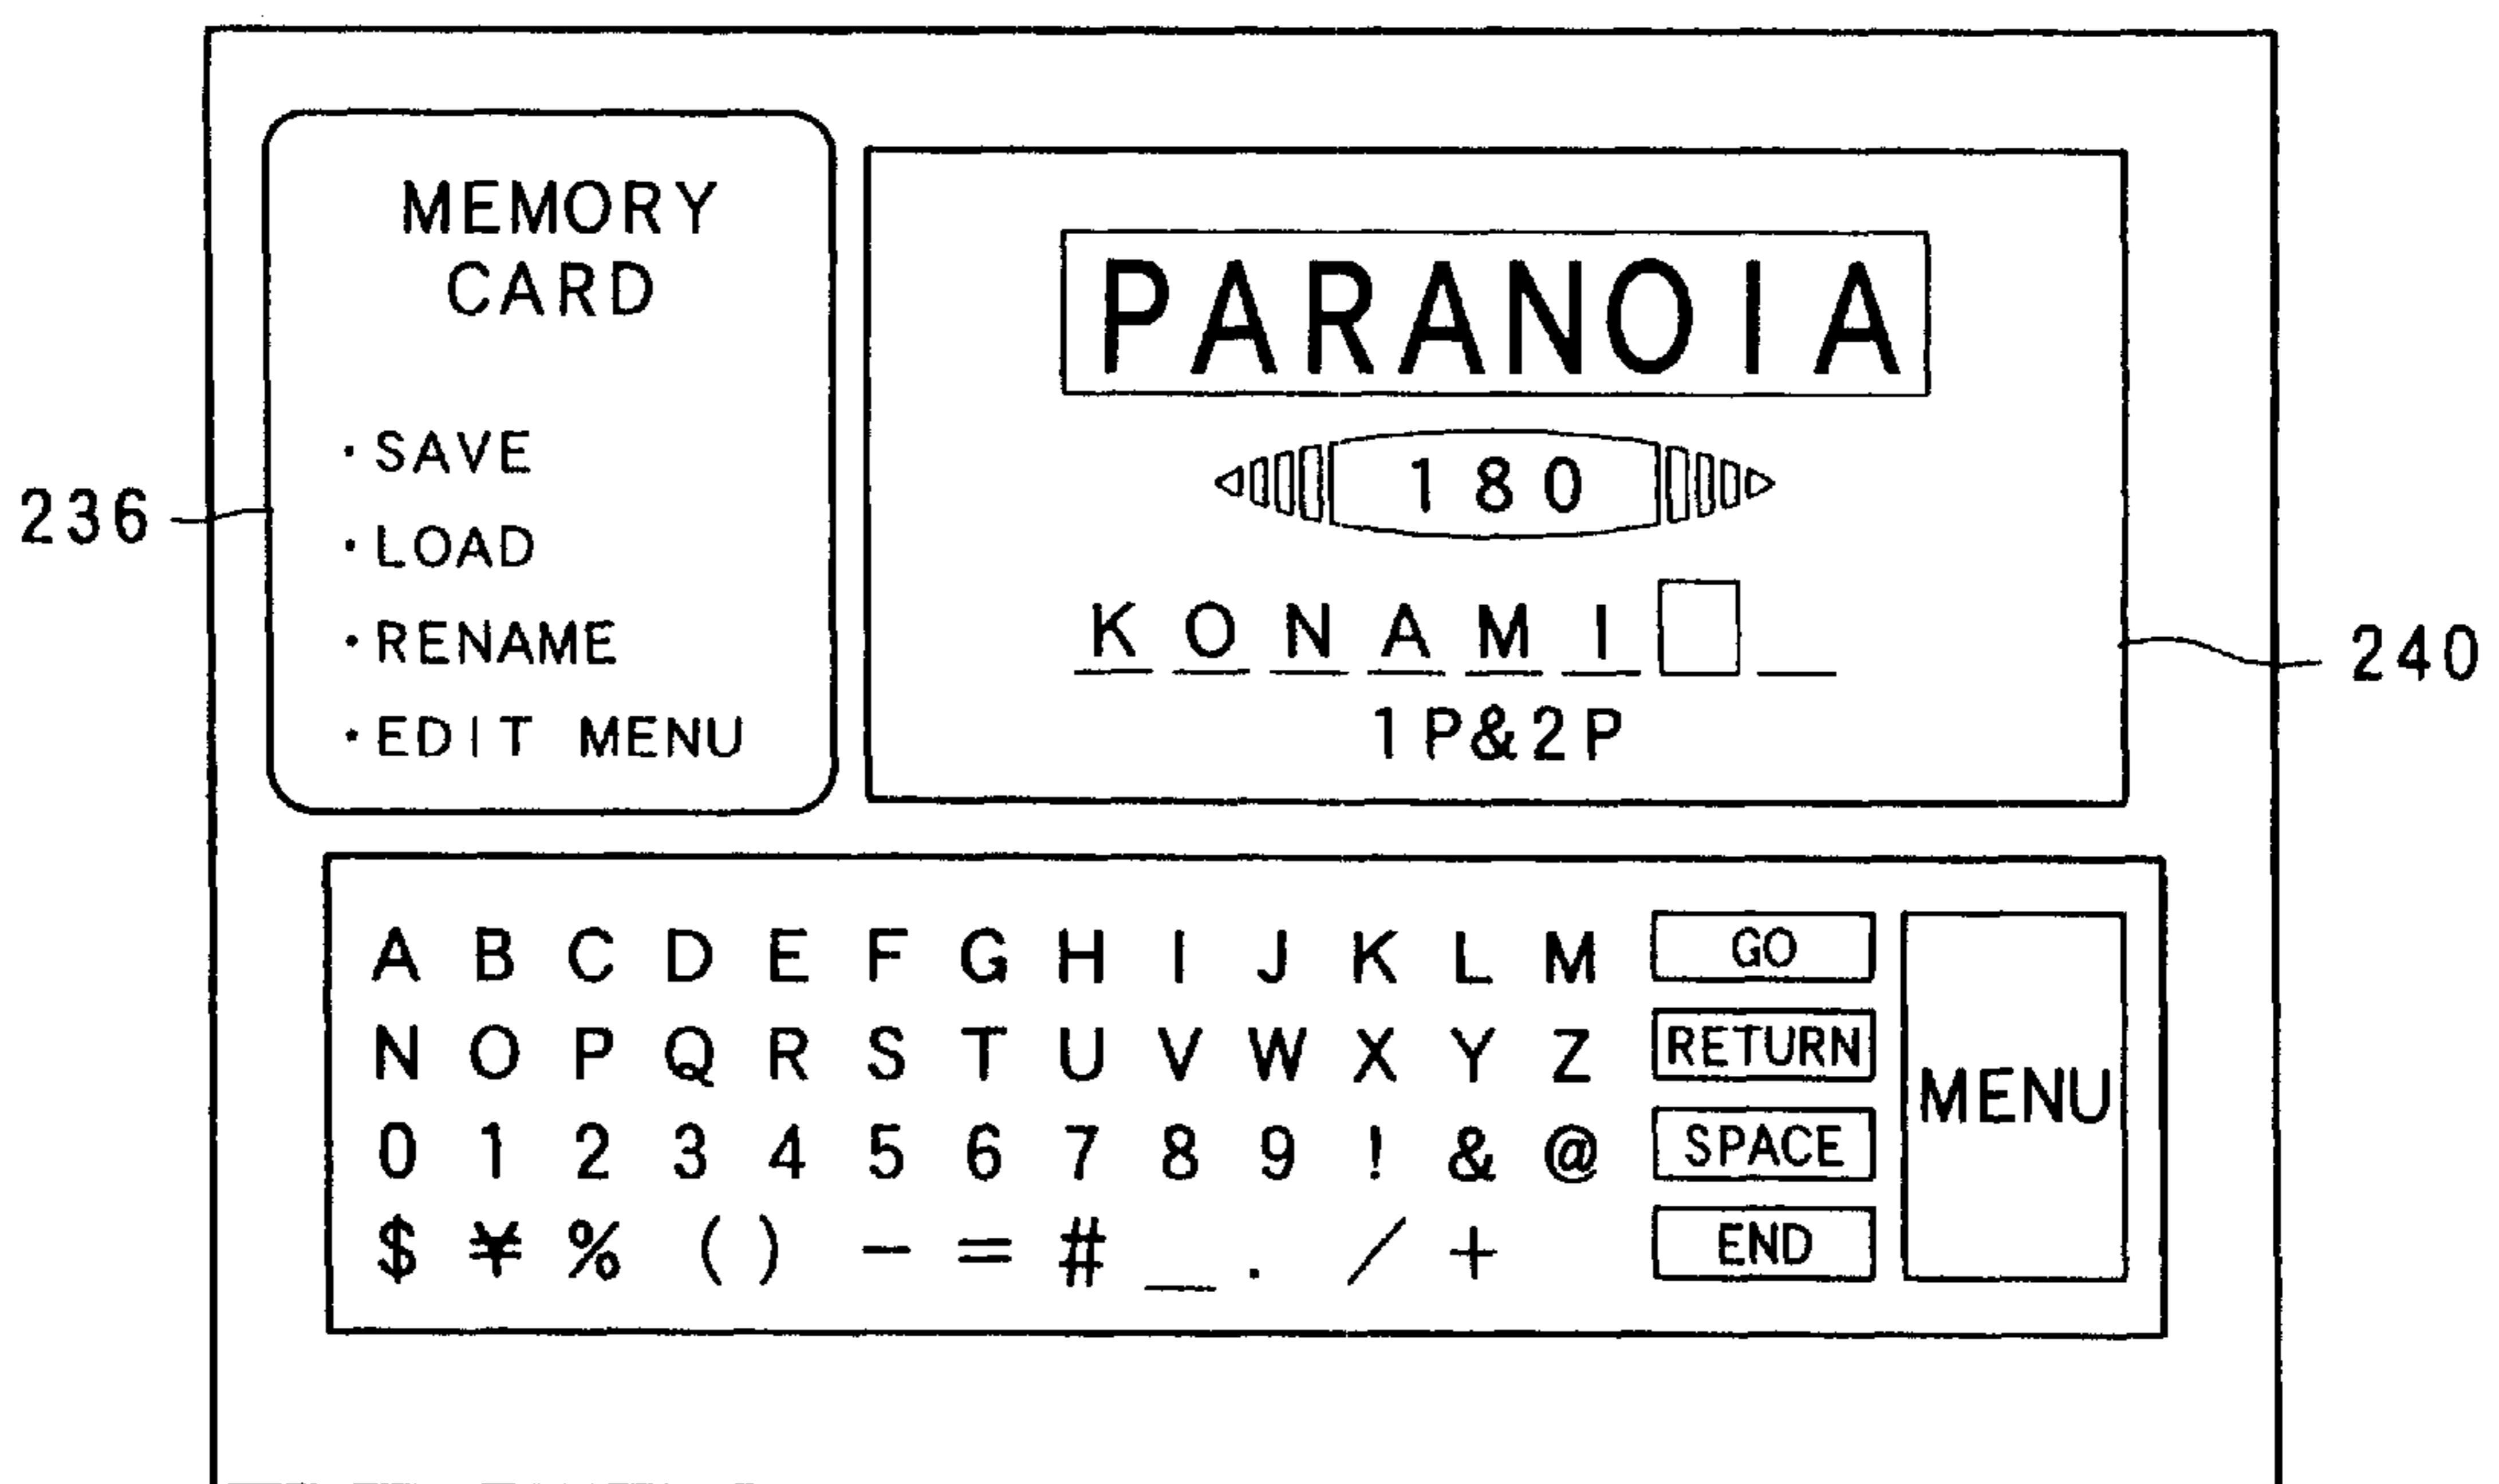 MEMORY
CARD
・SAVE
・LOAD
・RENAME
・EDIT MENU
236
PARANOIA
180
KONAMI
1P&2P
240
A B C D E F G H I J K L M GO
N O P Q R S T U V W X Y Z RETURN
MENU
0 1 2 3 4 5 6 7 8 9 ! & @ SPACE
$ ¥ % ( ) - = # _ . / + END